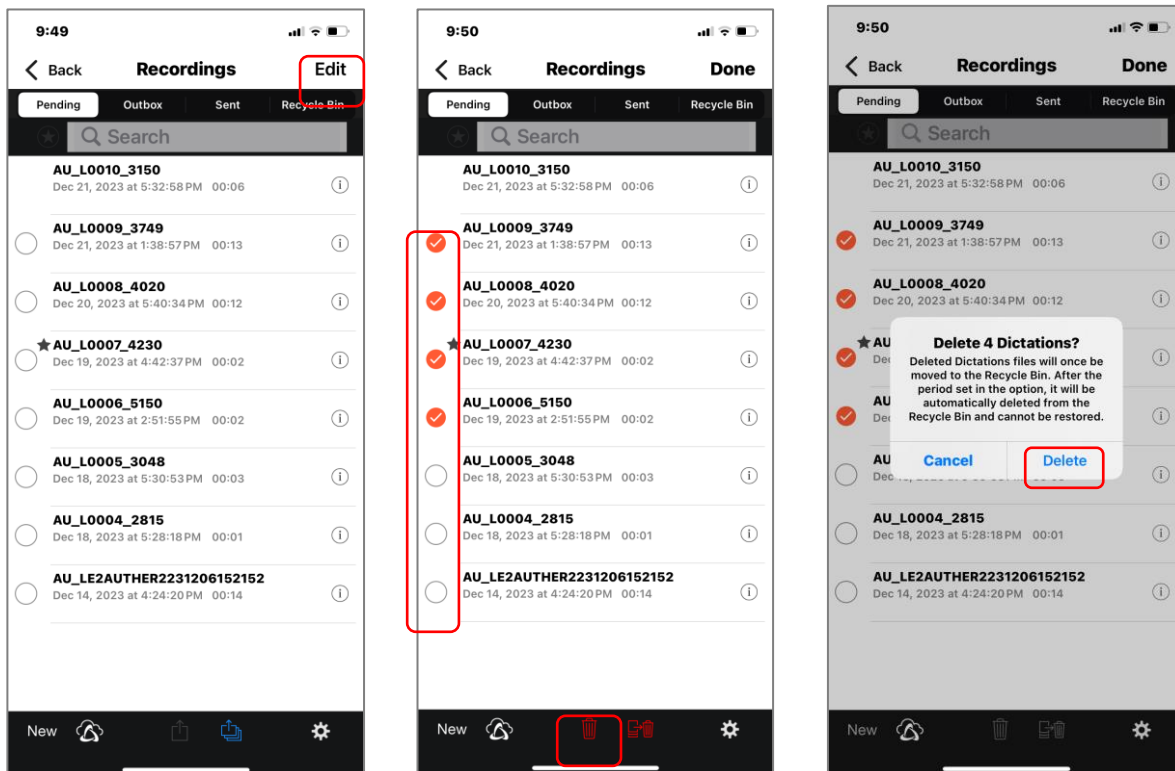 9:49
Back
Recordings
Edit
Pending
Outbox
Sent
Recycle Bin
Search
AU_L0010_3150
Dec 21, 2023 at 5:32:58 PM 00:06
AU_L0009_3749
Dec 21, 2023 at 1:38:57 PM 00:13
AU_L0008_4020
Dec 20, 2023 at 5:40:34 PM 00:12
AU_L0007_4230
Dec 19, 2023 at 4:42:37 PM 00:02
AU_L0006_5150
Dec 19, 2023 at 2:51:55 PM 00:02
AU_L0005_3048
Dec 18, 2023 at 5:30:53 PM 00:03
AU_L0004_2815
Dec 18, 2023 at 5:28:18 PM 00:01
AU_LE2AUTHER2231206152152
Dec 14, 2023 at 4:24:20 PM 00:14
New
9:50
Back
Recordings
Done
Pending
Outbox
Sent
Recycle Bin
Search
AU_L0010_3150
Dec 21, 2023 at 5:32:58 PM 00:06
AU_L0009_3749
Dec 21, 2023 at 1:38:57 PM 00:13
AU_L0008_4020
Dec 20, 2023 at 5:40:34 PM 00:12
AU_L0007_4230
Dec 19, 2023 at 4:42:37 PM 00:02
AU_L0006_5150
Dec 19, 2023 at 2:51:55 PM 00:02
AU_L0005_3048
Dec 18, 2023 at 5:30:53 PM 00:03
AU_L0004_2815
Dec 18, 2023 at 5:28:18 PM 00:01
AU_LE2AUTHER2231206152152
Dec 14, 2023 at 4:24:20 PM 00:14
New
9:50
Back
Recordings
Done
Pending
Outbox
Sent
Recycle Bin
Search
AU_L0010_3150
Dec 21, 2023 at 5:32:58 PM 00:06
AU_L0009_3749
Dec 21, 2023 at 1:38:57 PM 00:13
AU_L0008_4020
Dec 20, 2023 at 5:40:34 PM 00:12
AU
Delete 4 Dictations?
Deleted Dictations files will once be
moved to the Recycle Bin. After the
period set in the option, it will be
automatically deleted from the
Recycle Bin and cannot be restored.
AU
AU
Cancel
Delete
AU_L0004_2815
Dec 18, 2023 at 5:28:18 PM 00:01
AU_LE2AUTHER2231206152152
Dec 14, 2023 at 4:24:20 PM 00:14
New